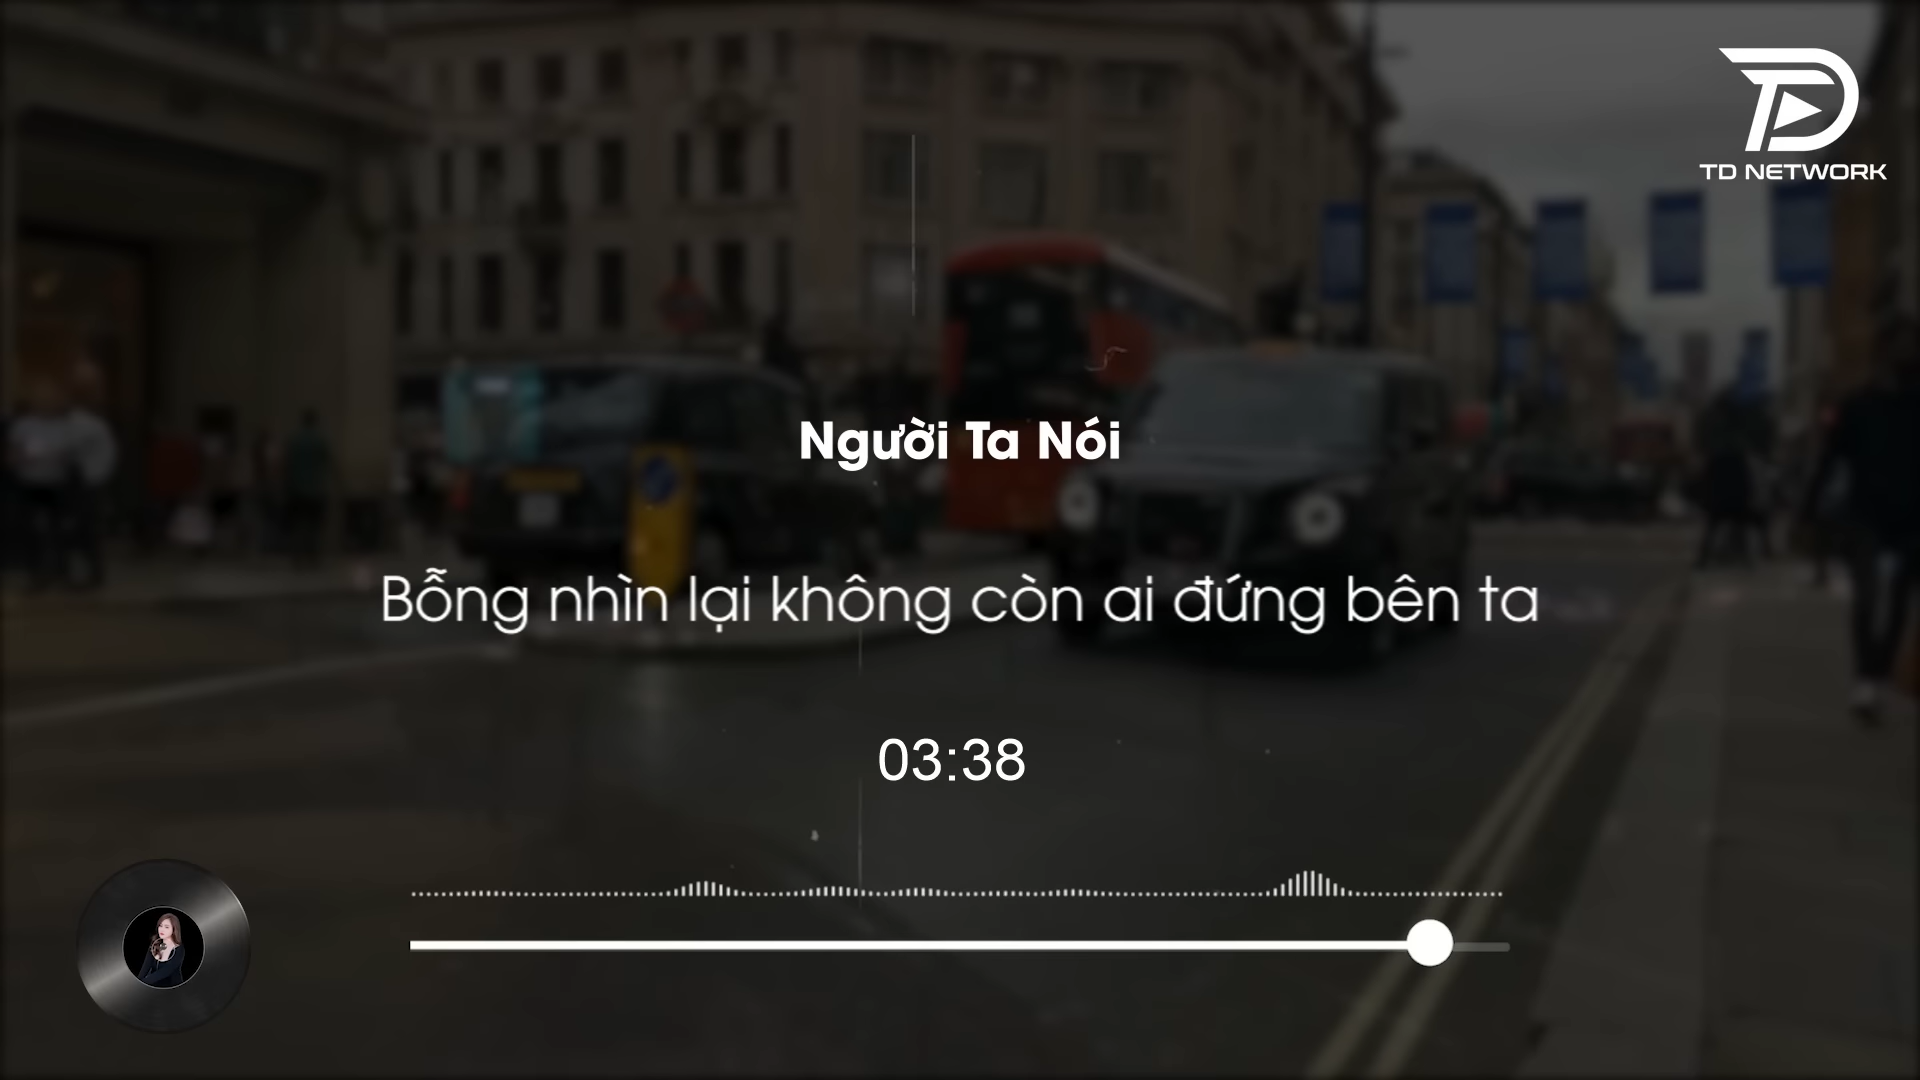 TD NETWORK
Người Ta Nói
Bỗng nhìn lại không còn ai đứng bên ta
03:38